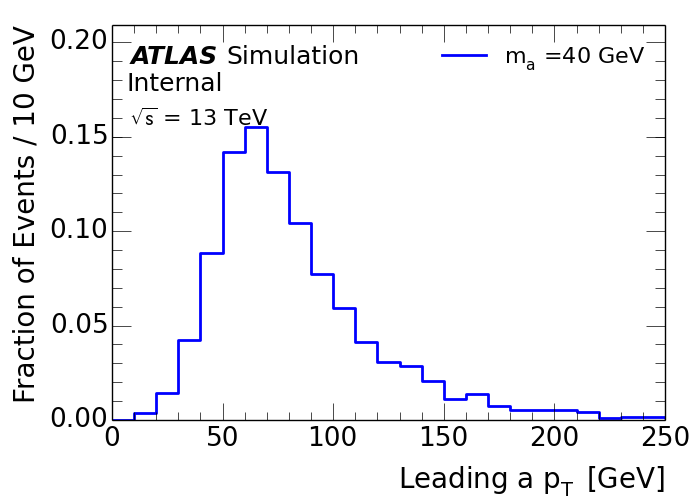 0.20
0.15
0.10
0.05
0.00
Fraction of Events / 10 GeV
ATLAS Simulation
Internal
√s = 13 TeV
mₐ =40 GeV
0 50 100 150 200 250
Leading a p_T [GeV]